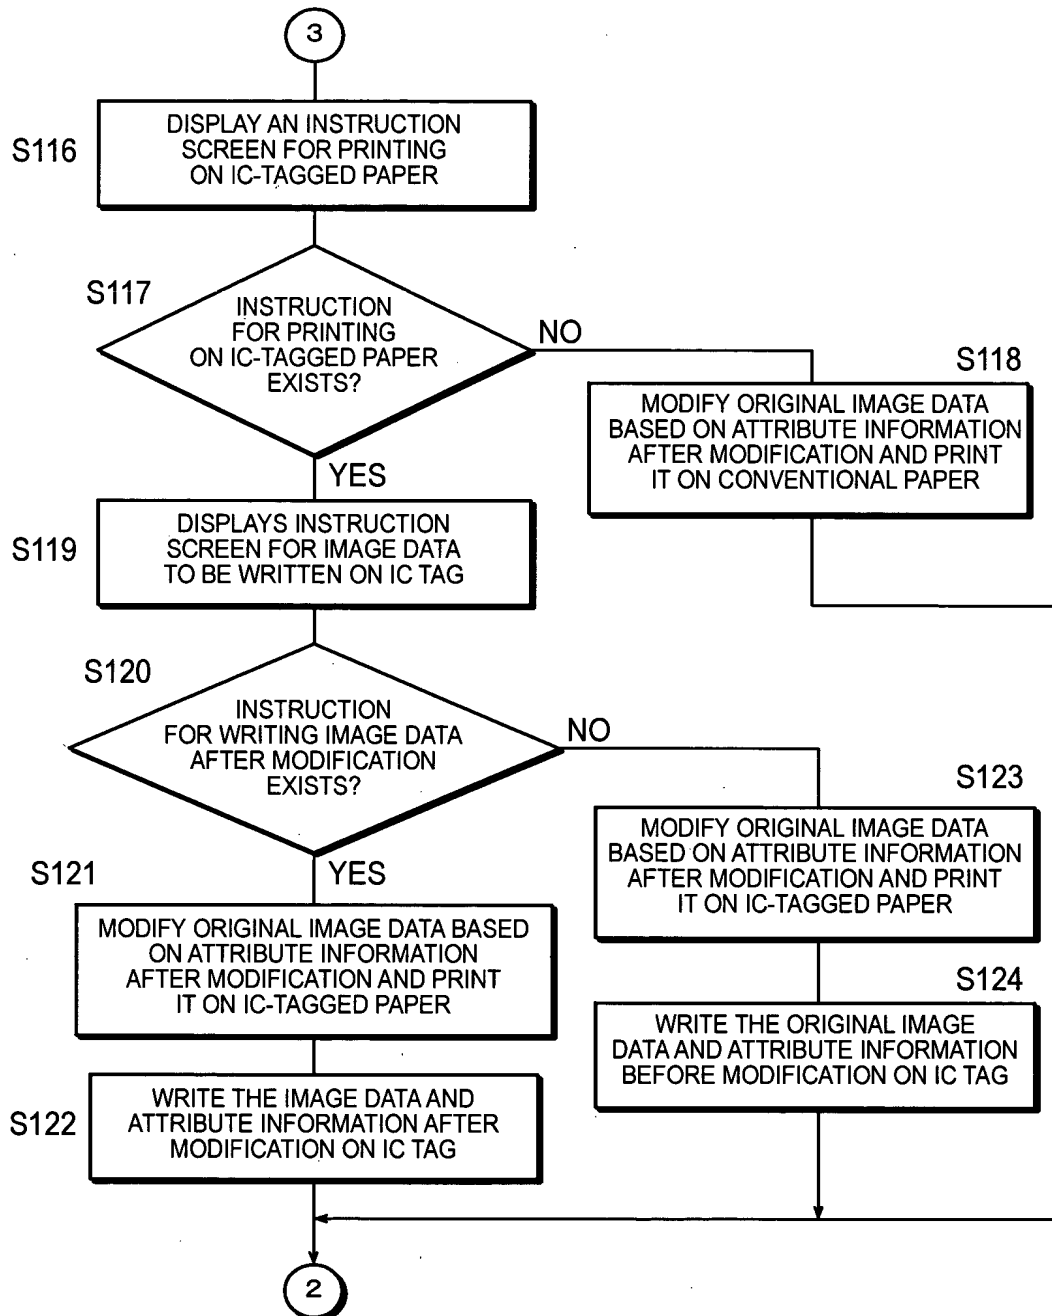 3
S116
DISPLAY AN INSTRUCTION
SCREEN FOR PRINTING
ON IC-TAGGED PAPER
S117
INSTRUCTION
FOR PRINTING
ON IC-TAGGED PAPER
EXISTS?
NO
YES
S118
MODIFY ORIGINAL IMAGE DATA
BASED ON ATTRIBUTE INFORMATION
AFTER MODIFICATION AND PRINT
IT ON CONVENTIONAL PAPER
S119
DISPLAYS INSTRUCTION
SCREEN FOR IMAGE DATA
TO BE WRITTEN ON IC TAG
S120
INSTRUCTION
FOR WRITING IMAGE DATA
AFTER MODIFICATION
EXISTS?
NO
YES
S121
MODIFY ORIGINAL IMAGE DATA BASED
ON ATTRIBUTE INFORMATION
AFTER MODIFICATION AND PRINT
IT ON IC-TAGGED PAPER
S122
WRITE THE IMAGE DATA AND
ATTRIBUTE INFORMATION AFTER
MODIFICATION ON IC TAG
S123
MODIFY ORIGINAL IMAGE DATA
BASED ON ATTRIBUTE INFORMATION
AFTER MODIFICATION AND PRINT
IT ON IC-TAGGED PAPER
S124
WRITE THE ORIGINAL IMAGE
DATA AND ATTRIBUTE INFORMATION
BEFORE MODIFICATION ON IC TAG
2